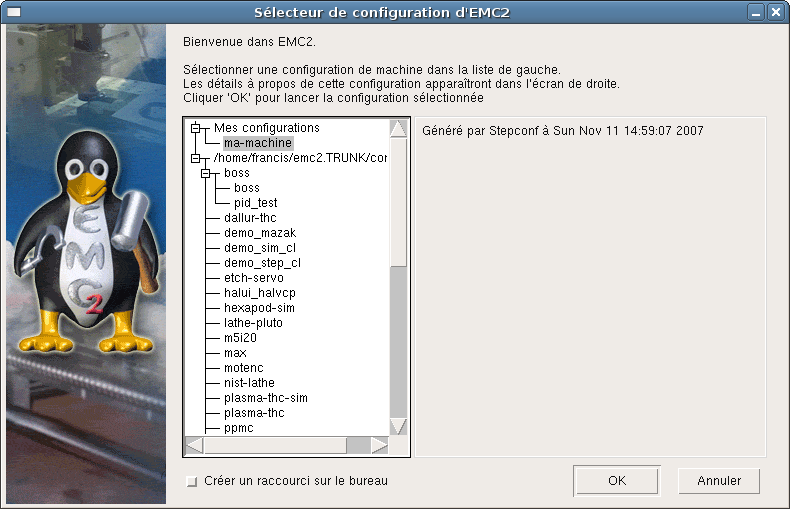 Sélecteur de configuration d'EMC2
Bienvenue dans EMC2.
Sélectionner une configuration de machine dans la liste de gauche.
Les détails à propos de cette configuration apparaîtront dans l'écran de droite.
Cliquer 'OK' pour lancer la configuration sélectionnée
EMC2
Mes configurations
ma-machine
/home/francis/emc2.TRUNK/cor
boss
boss
pid_test
dallur-thc
demo_mazak
demo_sim_cl
demo_step_cl
etch-servo
halui_halvcp
hexapod-sim
lathe-pluto
m5i20
max
motenc
nist-lathe
plasma-thc-sim
plasma-thc
ppmc
Généré par Stepconf à Sun Nov 11 14:59:07 2007
Créer un raccourci sur le bureau
OK
Annuler